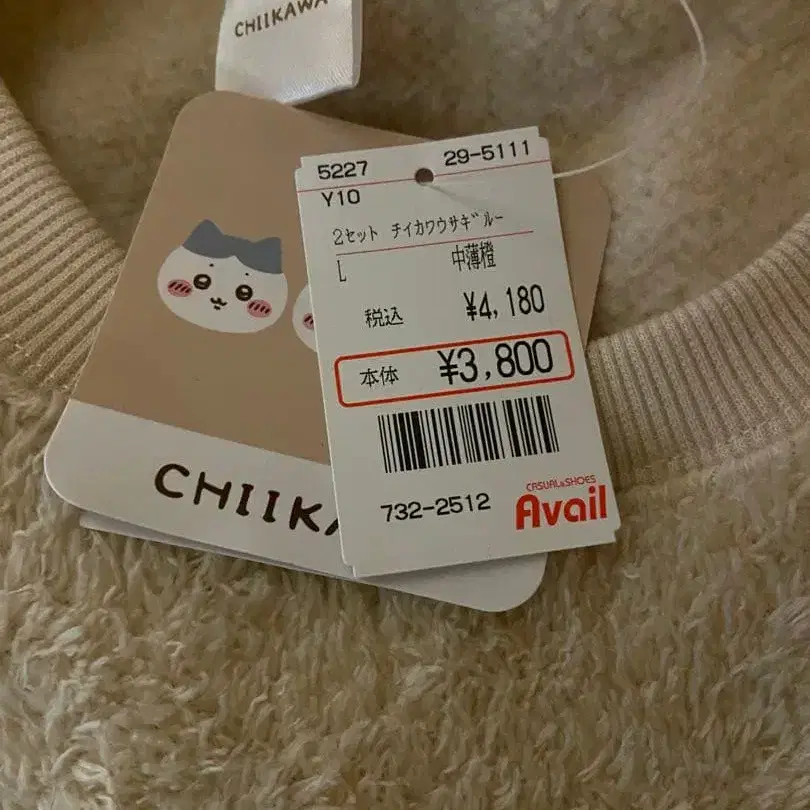 CHIIKAWA
5227 29-5111
Y10
2セット チイカワウサギルー
L 中薄橙
税込 ¥4,180
本体 ¥3,800
732-2512
CASUAL&SHOES
Avail
CHIIKA